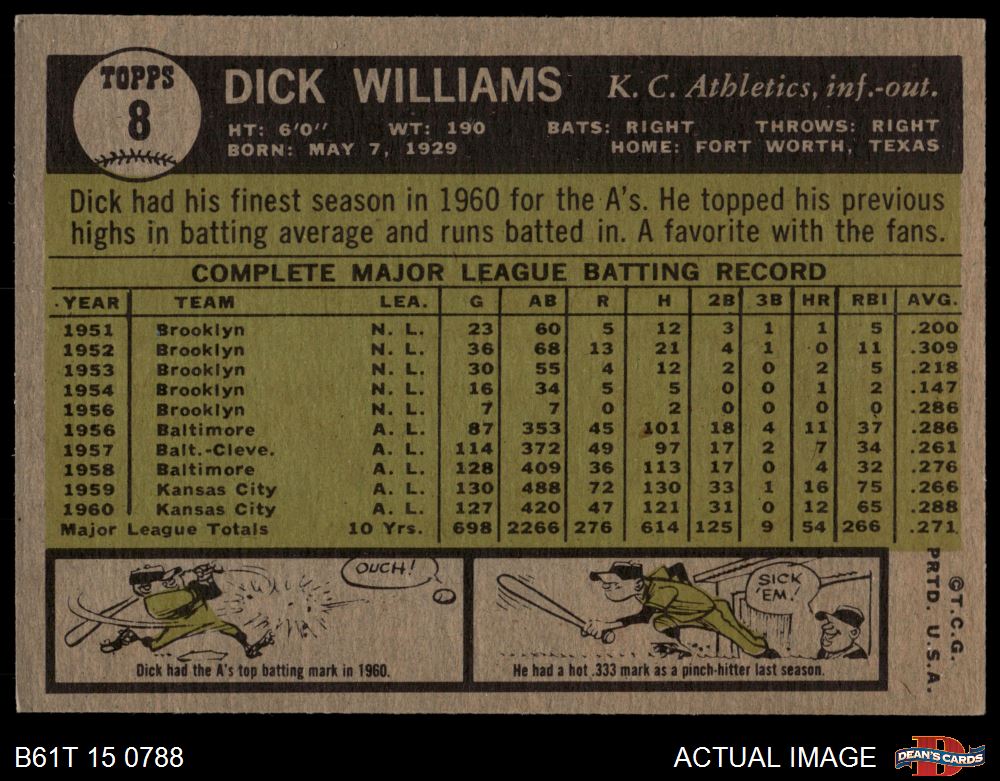 TOPPS
8
DICK WILLIAMS K. C. Athletics, inf.-out.
HT: 6'0'' WT: 190 BATS: RIGHT THROWS: RIGHT
BORN: MAY 7, 1929 HOME: FORT WORTH, TEXAS
Dick had his finest season in 1960 for the A's. He topped his previous
highs in batting average and runs batted in. A favorite with the fans.
COMPLETE MAJOR LEAGUE BATTING RECORD
YEAR TEAM LEA. G AB R H 2B 3B HR RBI AVG.
1951 Brooklyn N. L. 23 60 5 12 3 1 1 5 .200
1952 Brooklyn N. L. 36 68 13 21 4 1 0 11 .309
1953 Brooklyn N. L. 30 55 4 12 2 0 2 5 .218
1954 Brooklyn N. L. 16 34 5 5 0 0 1 2 .147
1956 Brooklyn N. L. 7 7 0 2 0 0 0 0 .286
1956 Baltimore A. L. 87 353 45 101 18 4 11 37 .286
1957 Balt.-Cleve. A. L. 114 372 49 97 17 2 7 34 .261
1958 Baltimore A. L. 128 409 36 113 17 0 4 32 .276
1959 Kansas City A. L. 130 488 72 130 33 1 16 75 .266
1960 Kansas City A. L. 127 420 47 121 31 0 12 65 .288
Major League Totals 10 Yrs. 698 2266 276 614 125 9 54 266 .271
OUCH!
Dick had the A's top batting mark in 1960.
SICK
'EM!
He had a hot .333 mark as a pinch-hitter last season.
©T.C.G.
PRTD. U.S.A.
B61T 15 0788
ACTUAL IMAGE
D
DEAN'S CARDS